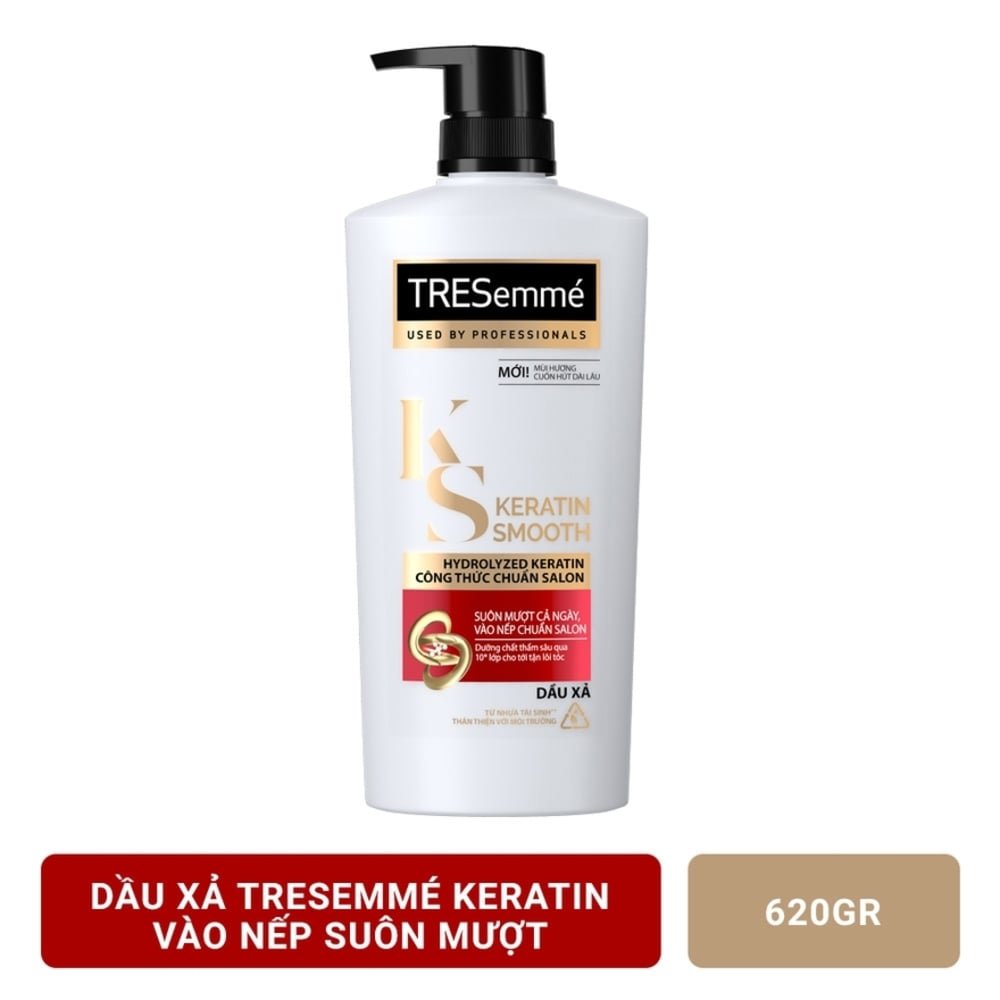 TRESemmé
USED BY PROFESSIONALS
MỚI! MÙI HƯƠNG
CUỐN HÚT DÀI LÂU
KS
KERATIN
SMOOTH
HYDROLYZED KERATIN
CÔNG THỨC CHUẨN SALON
SUÔN MƯỢT CẢ NGÀY,
VÀO NẾP CHUẨN SALON
Dưỡng chất thấm sâu qua
10* lớp cho tới tận lõi tóc
DẦU XẢ
TỪ NHỰA TÁI SINH**
THÂN THIỆN VỚI MÔI TRƯỜNG
DẦU XẢ TRESEMMÉ KERATIN
VÀO NẾP SUÔN MƯỢT
620GR